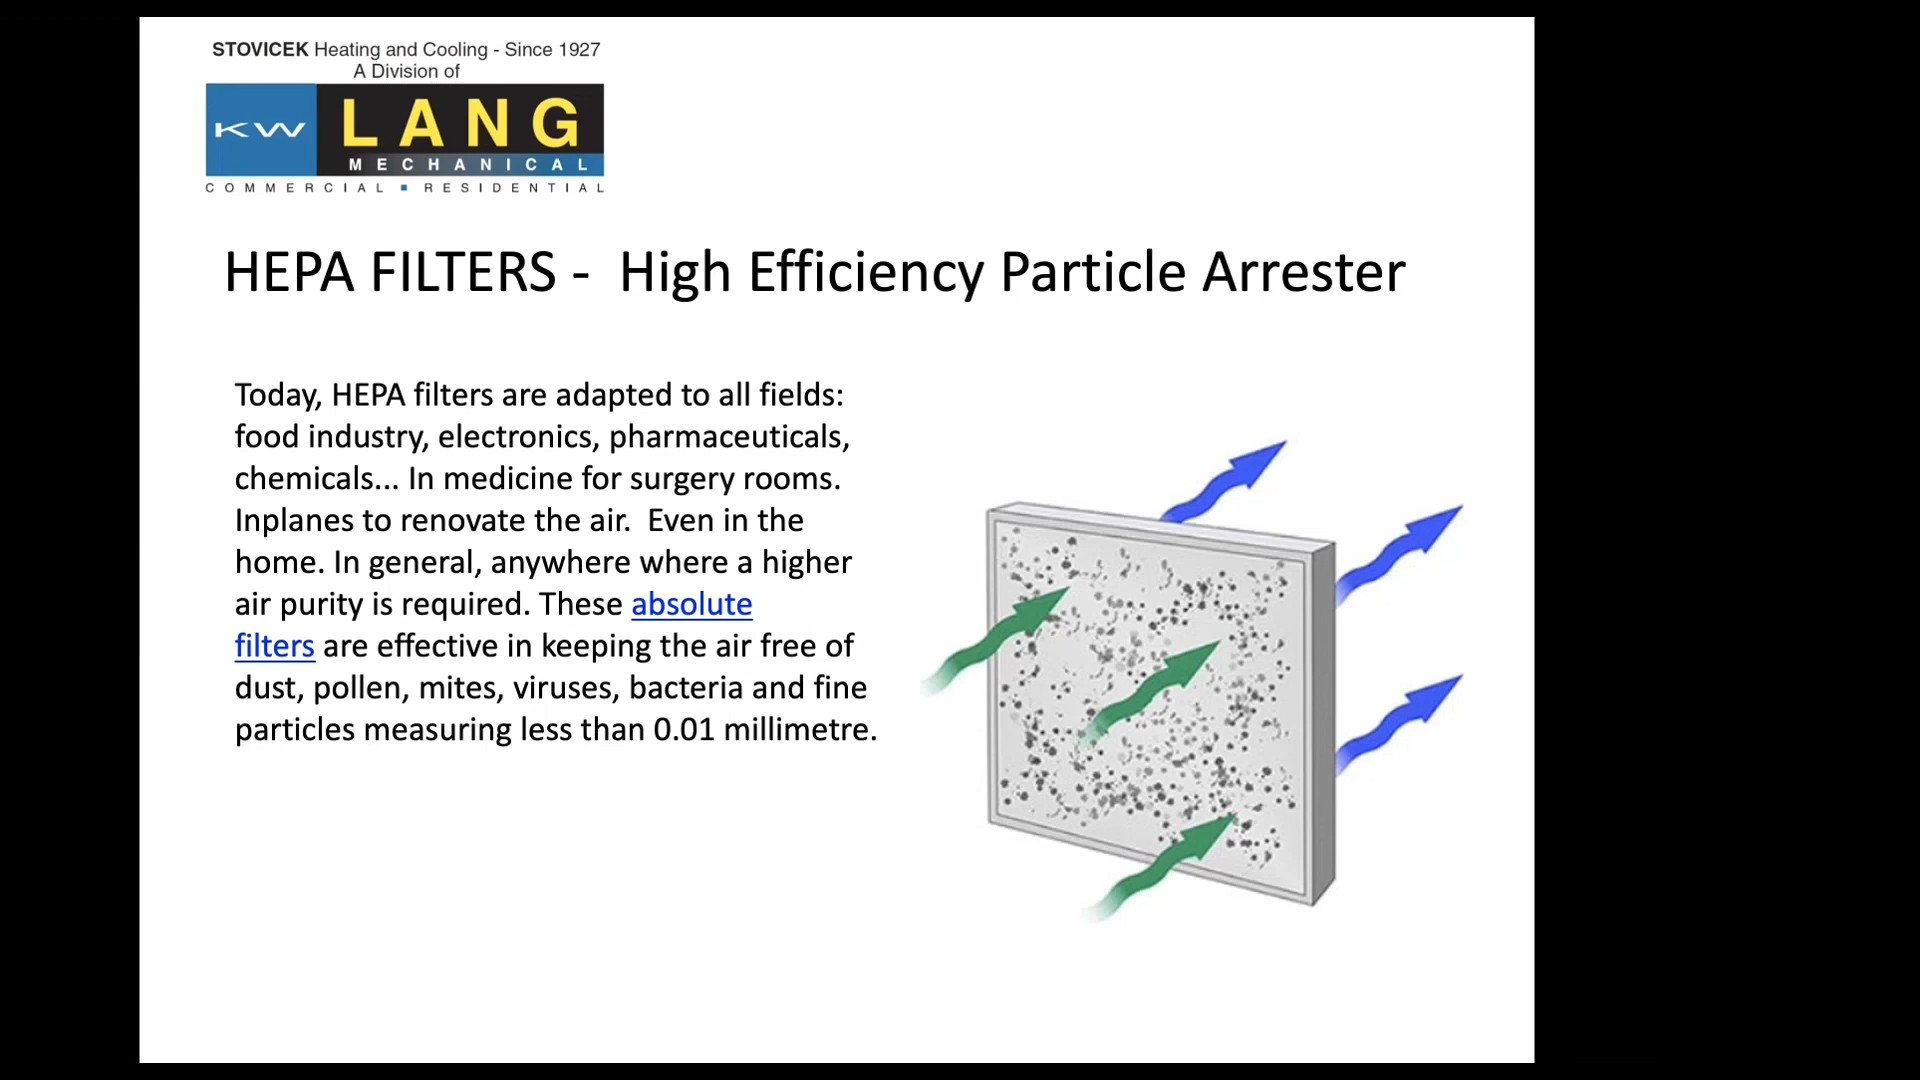 STOVICEK Heating and Cooling - Since 1927
A Division of
KW LANG
MECHANICAL
COMMERCIAL ▪ RESIDENTIAL
HEPA FILTERS - High Efficiency Particle Arrester
Today, HEPA filters are adapted to all fields:
food industry, electronics, pharmaceuticals,
chemicals... In medicine for surgery rooms.
Inplanes to renovate the air. Even in the
home. In general, anywhere where a higher
air purity is required. These absolute
filters are effective in keeping the air free of
dust, pollen, mites, viruses, bacteria and fine
particles measuring less than 0.01 millimetre.